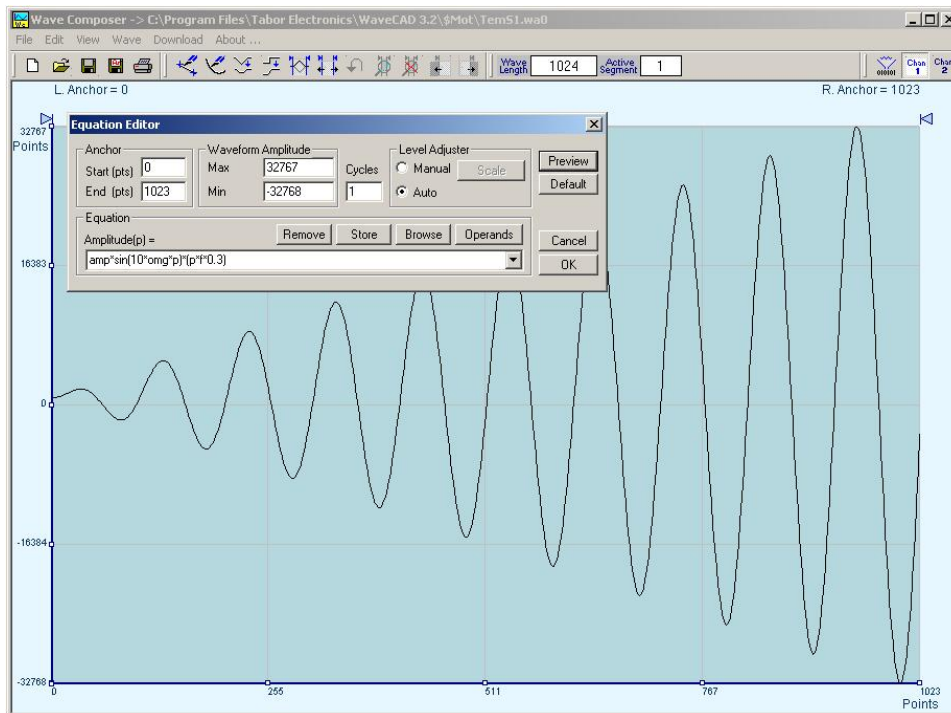 Wave Composer -> C:\Program Files\Tabor Electronics\WaveCAD 3.2\$Mot\TemS1.wa0
File Edit View Wave Download About ...
Wave Length 1024 Active Segment 1 Chan 1 Chan 2
L. Anchor = 0 R. Anchor = 1023
32767
Points
Equation Editor
Anchor Waveform Amplitude Level Adjuster
Start (pts) 0 Max 32767 Cycles Manual Scale Preview
End (pts) 1023 Min -32768 1 Auto Default
Equation
Amplitude(p) = Remove Store Browse Operands Cancel
amp*sin(10*omg*p)*(p*f*0.3) OK
16383
0
-16384
-32768
0 255 511 767 1023
Points